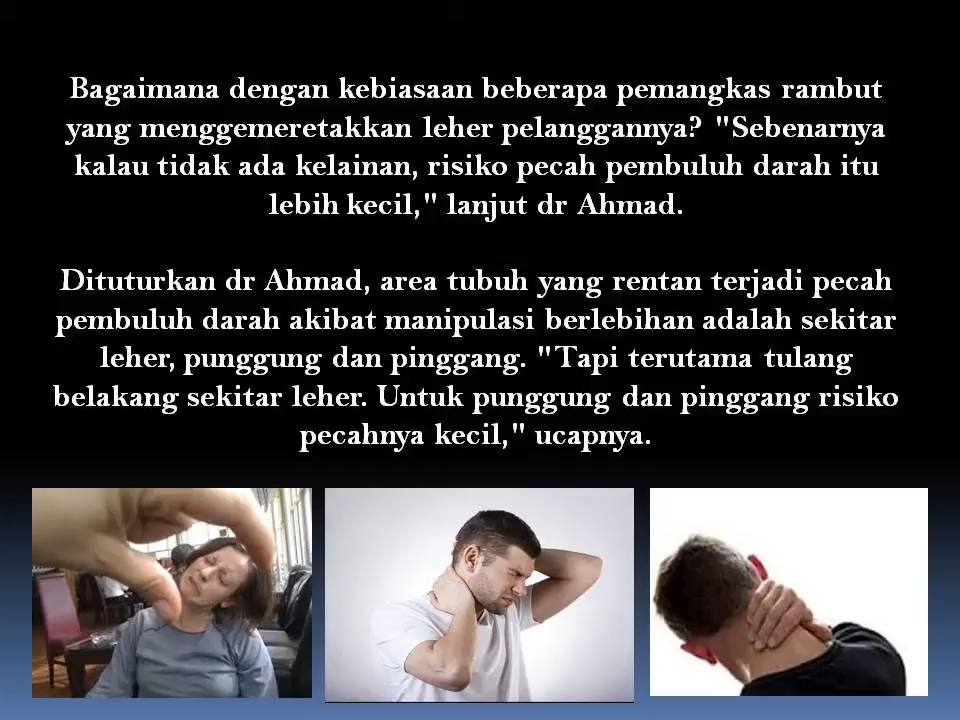 Bagaimana dengan kebiasaan beberapa pemangkas rambut
yang menggemeretakkan leher pelanggannya? "Sebenarnya
kalau tidak ada kelainan, risiko pecah pembuluh darah itu
lebih kecil," lanjut dr Ahmad.
Dituturkan dr Ahmad, area tubuh yang rentan terjadi pecah
pembuluh darah akibat manipulasi berlebihan adalah sekitar
leher, punggung dan pinggang. "Tapi terutama tulang
belakang sekitar leher. Untuk punggung dan pinggang risiko
pecahnya kecil," ucapnya.